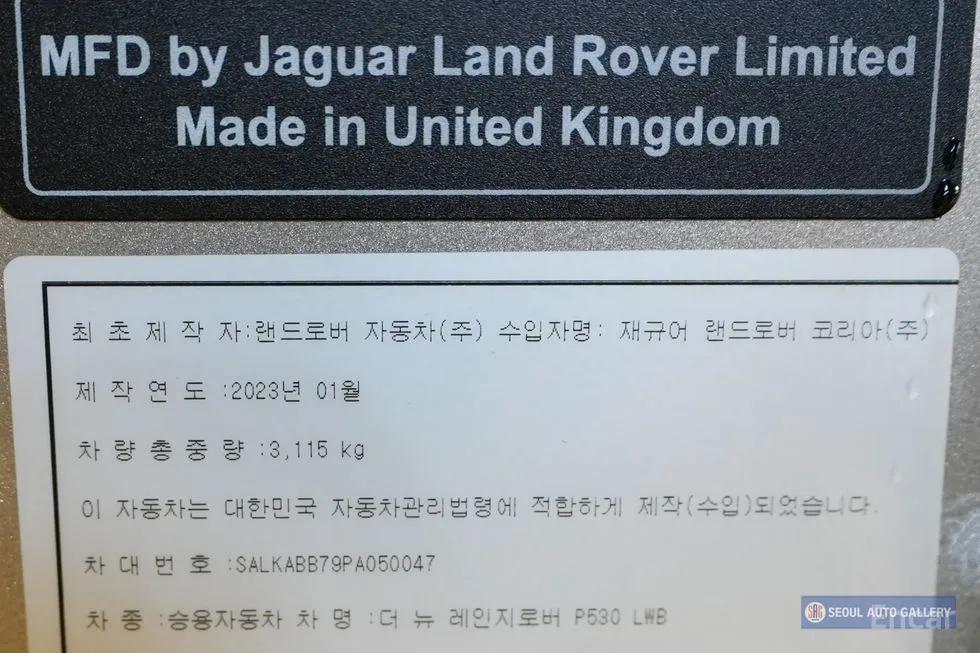 MFD by Jaguar Land Rover Limited
Made in United Kingdom
최 초 제 작 자:랜드로버 자동차(주) 수입자명: 재규어 랜드로버 코리아(주)
제 작 연 도 :2023년 01월
차 량 총 중 량 :3,115 kg
이 자동차는 대한민국 자동차관리법령에 적합하게 제작(수입)되었습니다.
차 대 번 호 :SALKABB79PA050047
차 종 :승용자동차 차 명 :더 뉴 레인지로버 P530 LWB
SAG SEOUL AUTO GALLERY
Encar